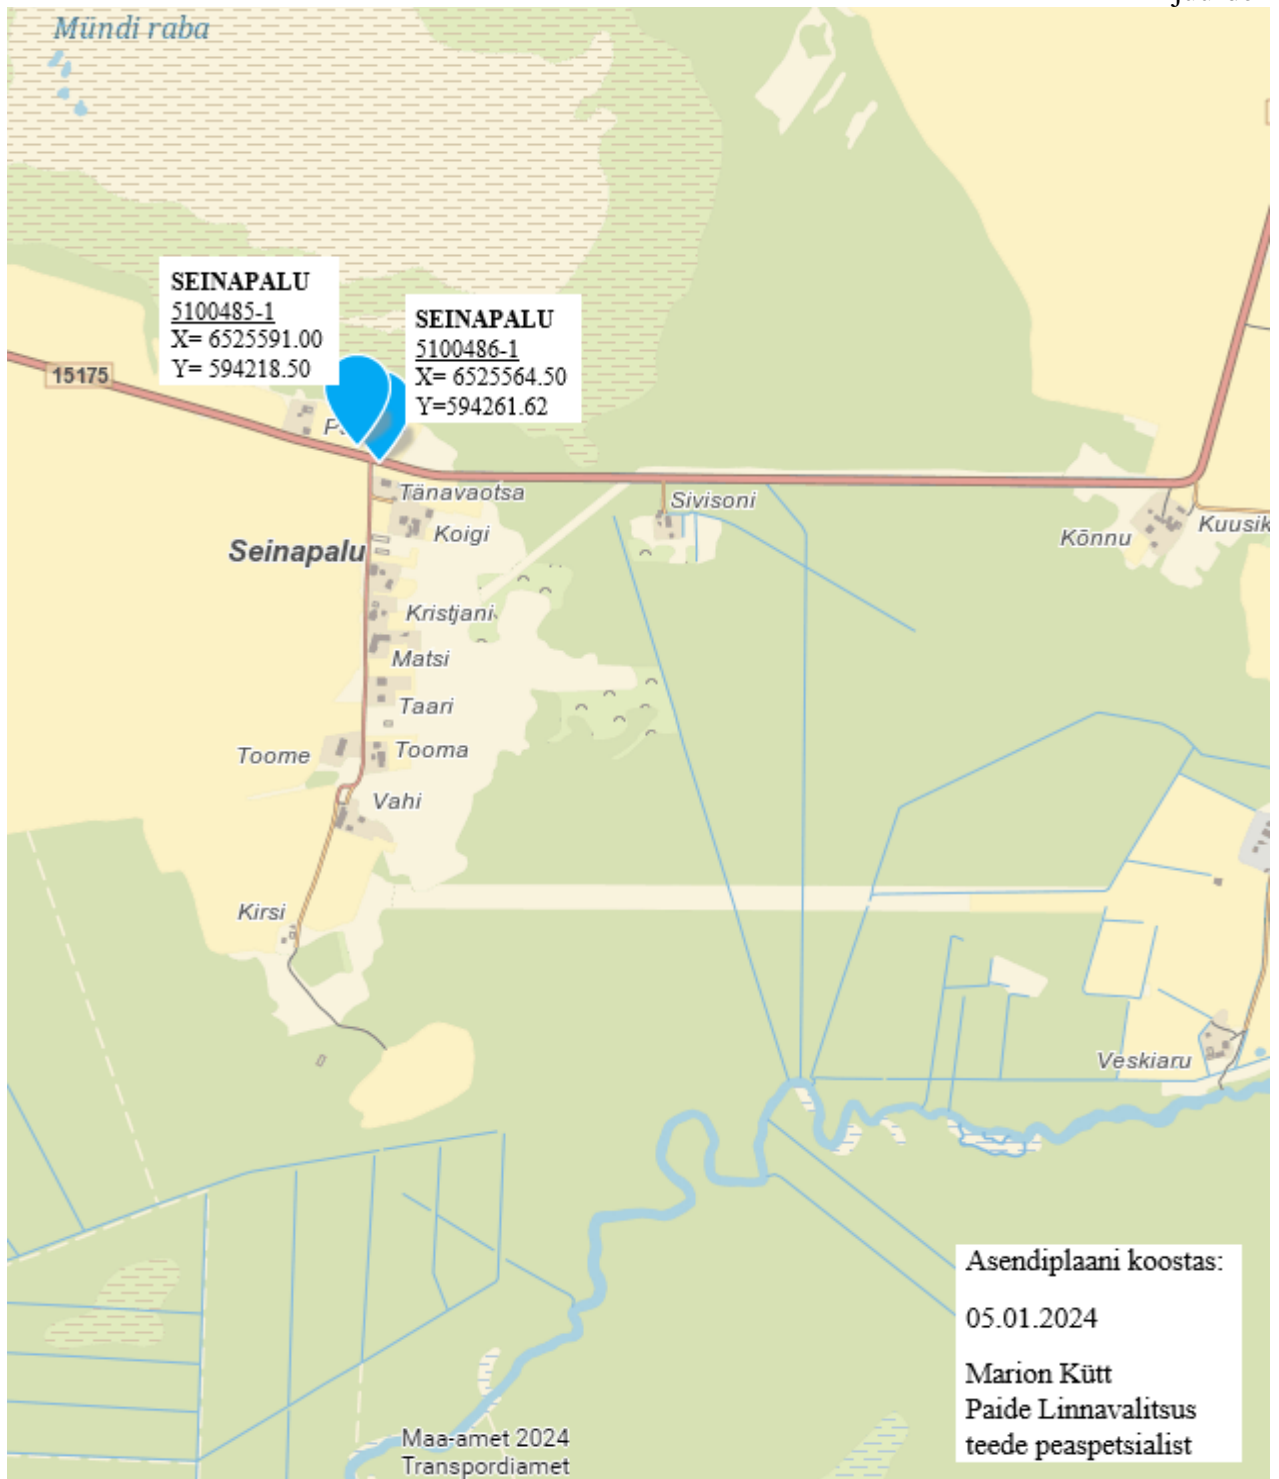 Mündi raba
SEINAPALU
5100485-1
X= 6525591.00
Y= 594218.50
SEINAPALU
5100486-1
X= 6525564.50
Y=594261.62
15175
Tänavaotsa
Sivisoni
Koigi
Kõnnu
Kuusik
Seinapalu
Kristjani
Matsi
Taari
Toome
Tooma
Vahi
Kirsi
Veskiaru
Asendiplaani koostas:
05.01.2024
Marion Kütt
Paide Linnavalitsus
teede peaspetsialist
Maa-amet 2024
Transpordiamet